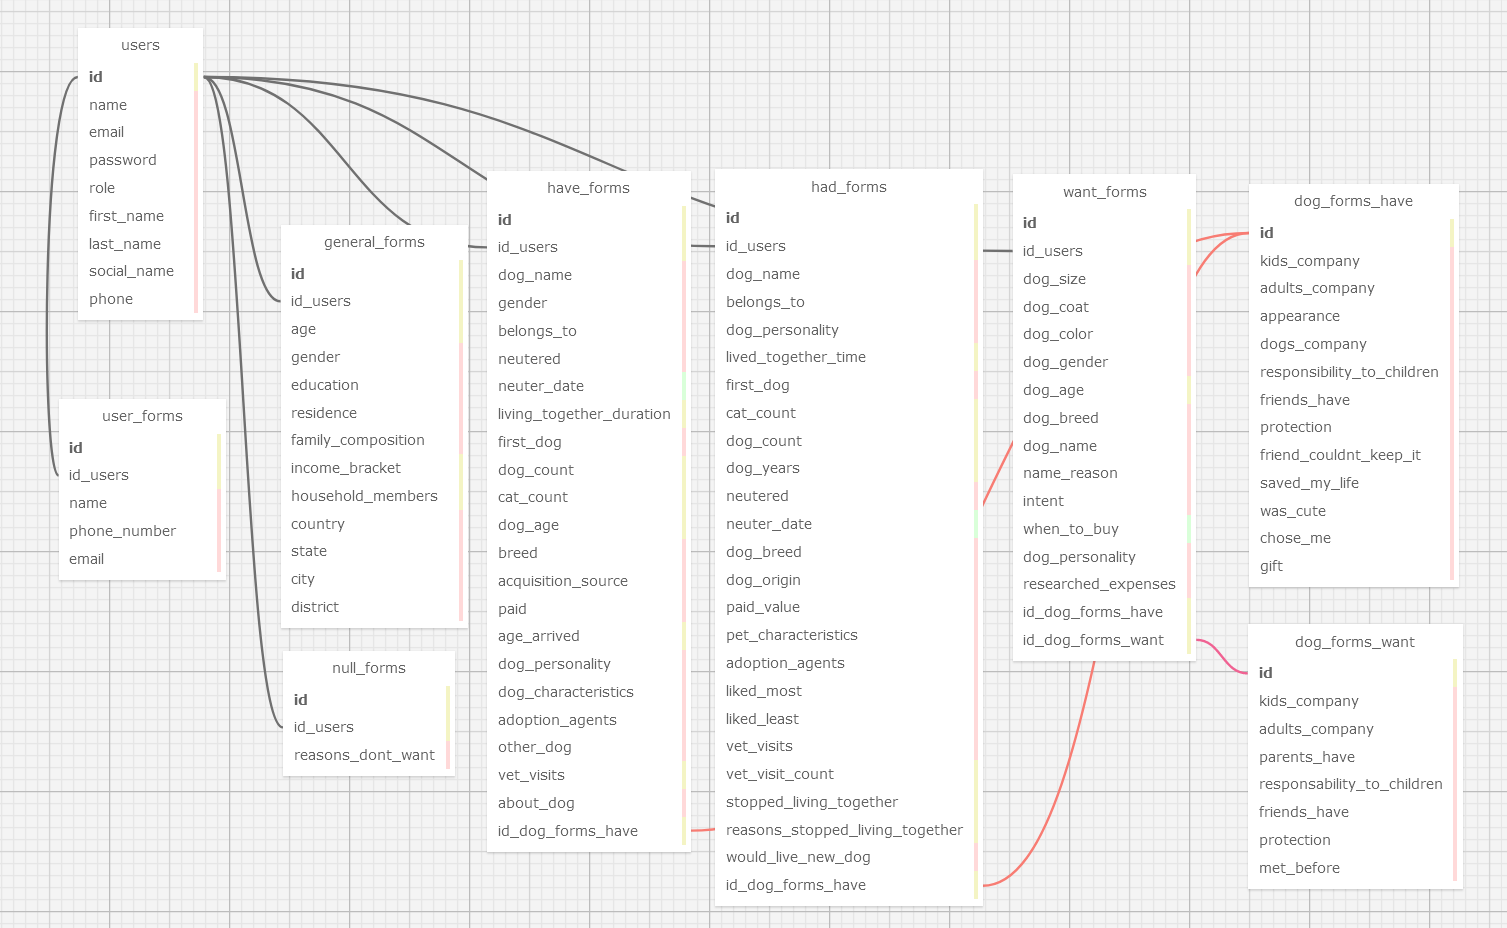 users
id
name
email
password
role
first_name
last_name
social_name
phone
user_forms
id
id_users
name
phone_number
email
general_forms
id
id_users
age
gender
education
residence
family_composition
income_bracket
household_members
country
state
city
district
null_forms
id
id_users
reasons_dont_want
have_forms
id
id_users
dog_name
gender
belongs_to
neutered
neuter_date
living_together_duration
first_dog
dog_count
cat_count
dog_age
breed
acquisition_source
paid
age_arrived
dog_personality
dog_characteristics
adoption_agents
other_dog
vet_visits
about_dog
id_dog_forms_have
had_forms
id
id_users
dog_name
belongs_to
dog_personality
lived_together_time
first_dog
cat_count
dog_count
dog_years
neutered
neuter_date
dog_breed
dog_origin
paid_value
pet_characteristics
adoption_agents
liked_most
liked_least
vet_visits
vet_visit_count
stopped_living_together
reasons_stopped_living_together
would_live_new_dog
id_dog_forms_have
want_forms
id
id_users
dog_size
dog_coat
dog_color
dog_gender
dog_age
dog_breed
dog_name
name_reason
intent
when_to_buy
dog_personality
researched_expenses
id_dog_forms_have
id_dog_forms_want
dog_forms_have
id
kids_company
adults_company
appearance
dogs_company
responsibility_to_children
friends_have
protection
friend_couldnt_keep_it
saved_my_life
was_cute
chose_me
gift
dog_forms_want
id
kids_company
adults_company
parents_have
responsability_to_children
friends_have
protection
met_before